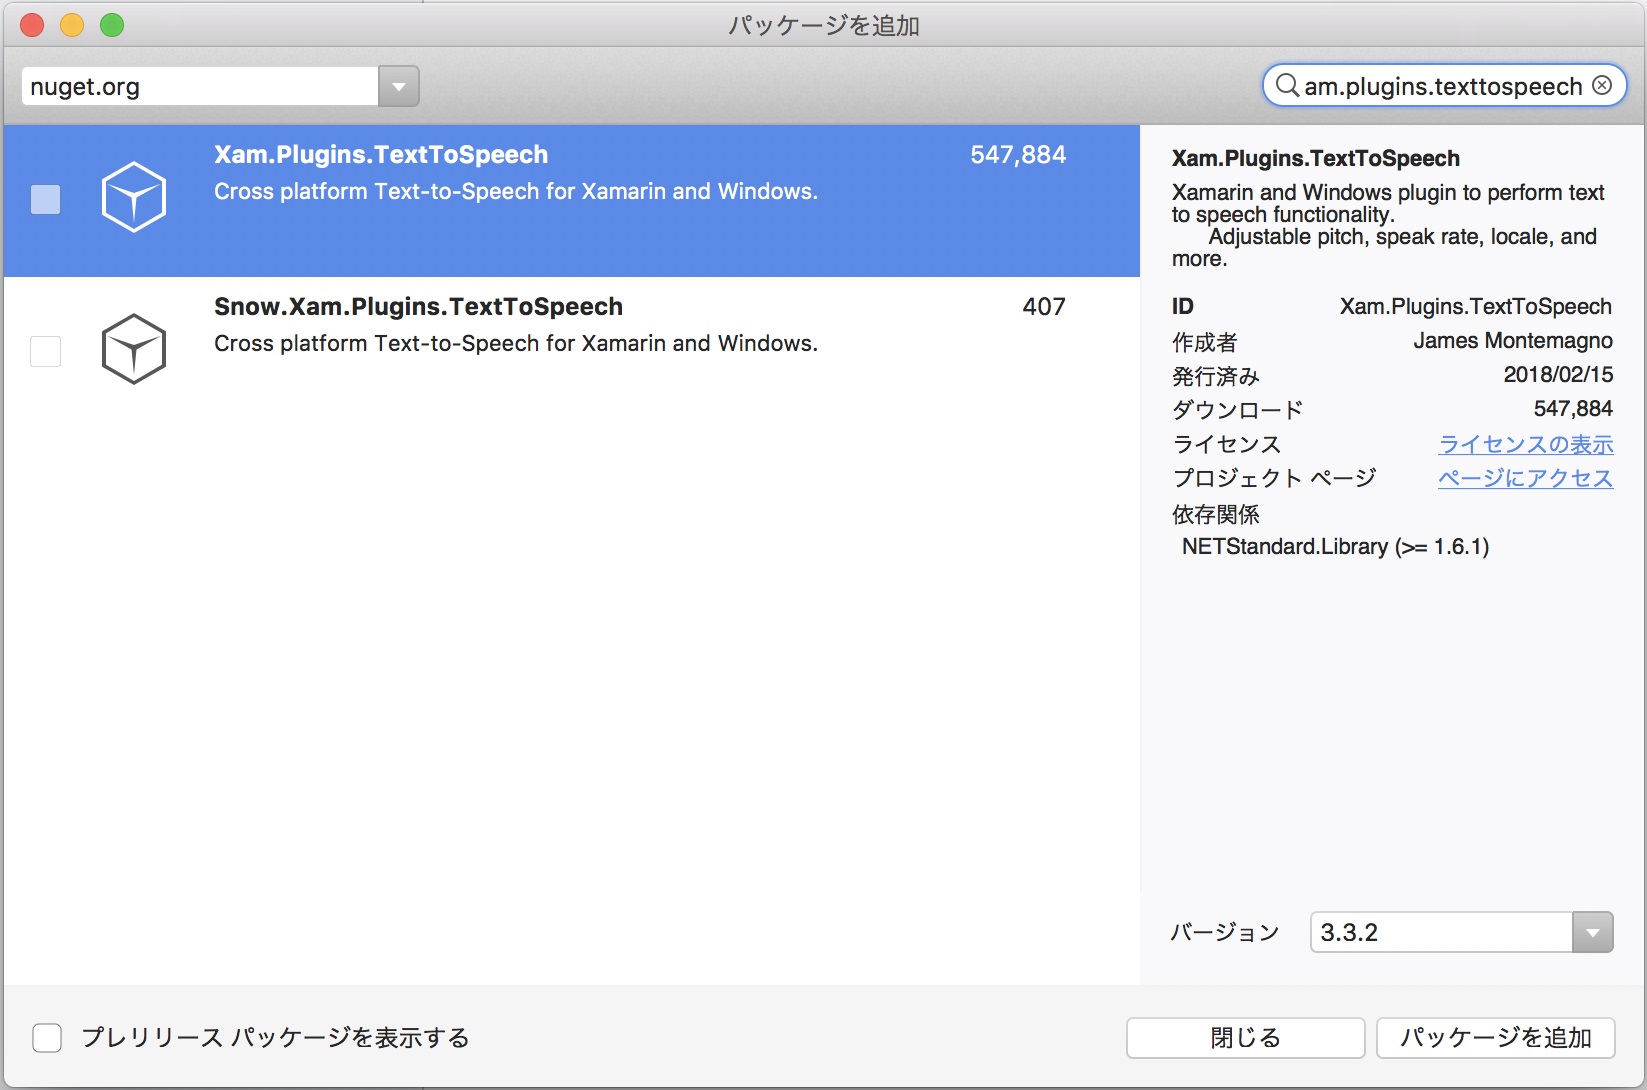 パッケージを追加
nuget.org
am.plugins.texttospeech
Xam.Plugins.TextToSpeech
547,884
Cross platform Text-to-Speech for Xamarin and Windows.
Snow.Xam.Plugins.TextToSpeech
407
Cross platform Text-to-Speech for Xamarin and Windows.
Xam.Plugins.TextToSpeech
Xamarin and Windows plugin to perform text
to speech functionality.
Adjustable pitch, speak rate, locale, and
more.
ID Xam.Plugins.TextToSpeech
作成者 James Montemagno
発行済み 2018/02/15
ダウンロード 547,884
ライセンス ライセンスの表示
プロジェクト ページ ページにアクセス
依存関係
NETStandard.Library (>= 1.6.1)
バージョン 3.3.2
プレリリース パッケージを表示する
閉じる
パッケージを追加